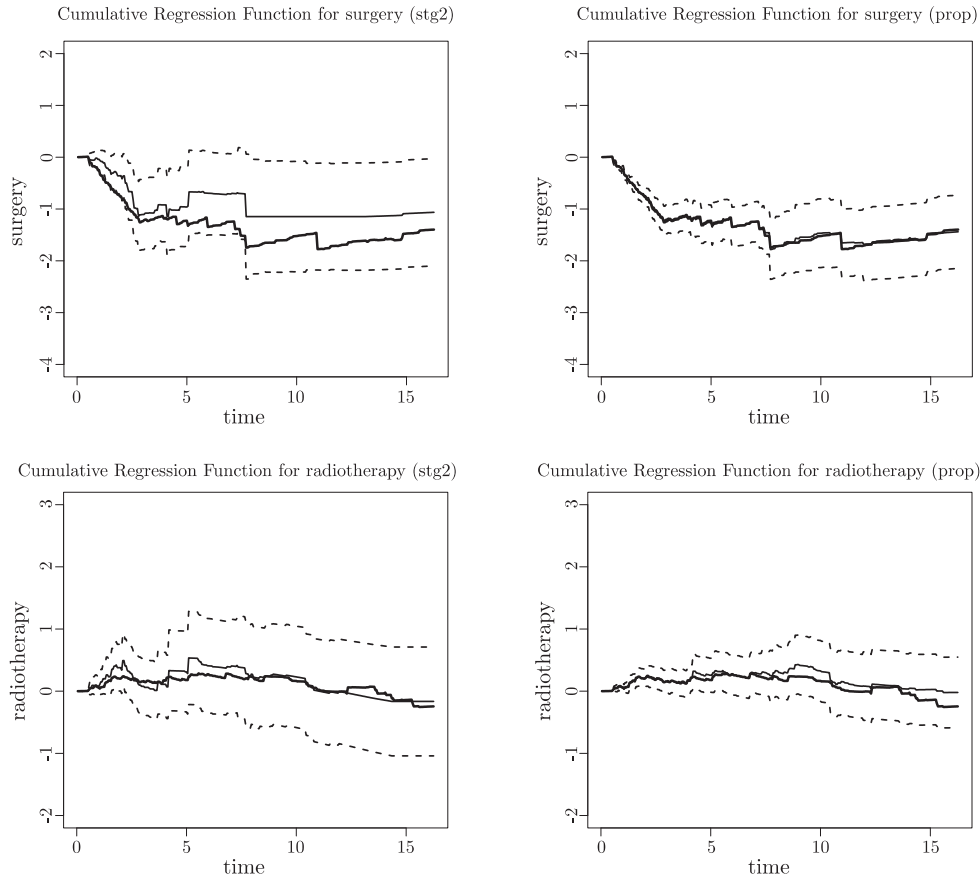 Cumulative Regression Function for surgery (stg2)
2
1
0
-1
-2
-3
-4
surgery
0 5 10 15
time
Cumulative Regression Function for surgery (prop)
2
1
0
-1
-2
-3
-4
surgery
0 5 10 15
time
Cumulative Regression Function for radiotherapy (stg2)
3
2
1
0
-1
-2
radiotherapy
0 5 10 15
time
Cumulative Regression Function for radiotherapy (prop)
3
2
1
0
-1
-2
radiotherapy
0 5 10 15
time